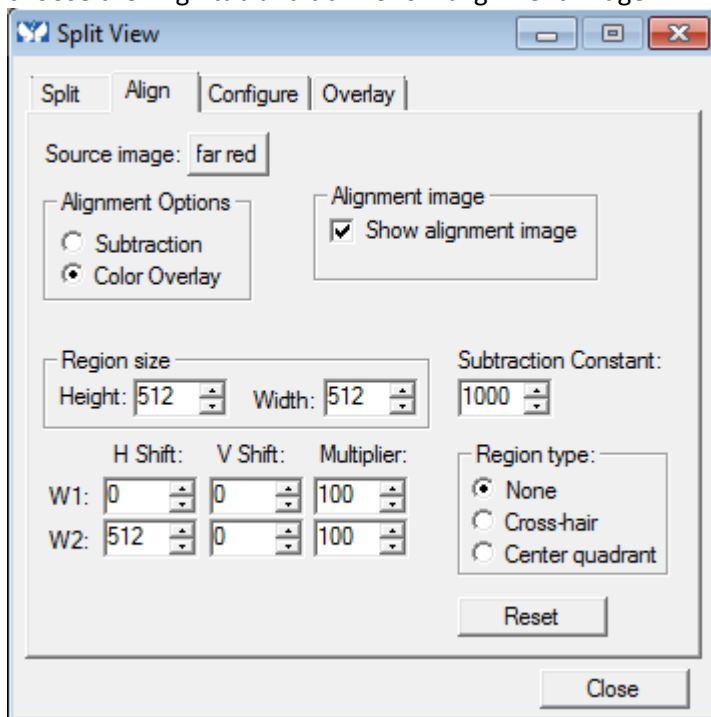 Split View
Split Align Configure Overlay
Source image: far red
Alignment Options
Subtraction
Color Overlay
Alignment image
Show alignment image
Region size
Height: 512 Width: 512
Subtraction Constant:
1000
H Shift: V Shift: Multiplier:
W1: 0 0 100
W2: 512 0 100
Region type:
None
Cross-hair
Center quadrant
Reset
Close